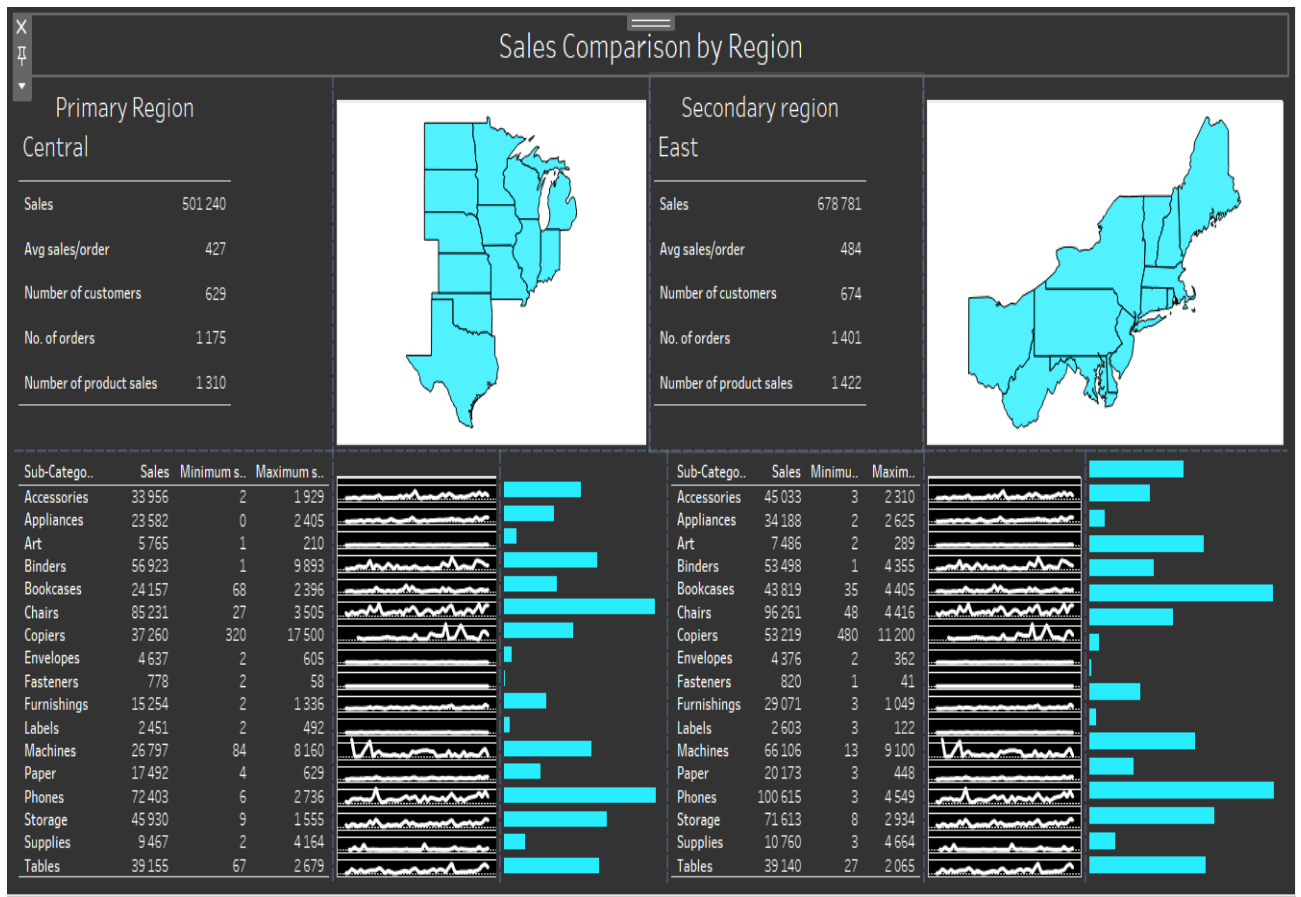 Sales Comparison by Region
Primary Region
Central
Sales 501 240
Avg sales/order 427
Number of customers 629
No. of orders 1 175
Number of product sales 1 310
Secondary region
East
Sales 678 781
Avg sales/order 484
Number of customers 674
No. of orders 1 401
Number of product sales 1 422
Sub-Catego.. Sales Minimum s.. Maximum s..
Accessories 33 956 2 1 929
Appliances 23 582 0 2 405
Art 5 765 1 210
Binders 56 923 1 9 893
Bookcases 24 157 68 2 396
Chairs 85 231 27 3 505
Copiers 37 260 320 17 500
Envelopes 4 637 2 605
Fasteners 778 2 58
Furnishings 15 254 2 1 336
Labels 2 451 2 492
Machines 26 797 84 8 160
Paper 17 492 4 629
Phones 72 403 6 2 736
Storage 45 930 9 1 555
Supplies 9 467 2 4 164
Tables 39 155 67 2 679
Sub-Catego.. Sales Minimu.. Maxim..
Accessories 45 033 3 2 310
Appliances 34 188 2 2 625
Art 7 486 2 289
Binders 53 498 1 4 355
Bookcases 43 819 35 4 405
Chairs 96 261 48 4 416
Copiers 53 219 480 11 200
Envelopes 4 376 2 362
Fasteners 820 1 41
Furnishings 29 071 3 1 049
Labels 2 603 3 122
Machines 66 106 13 9 100
Paper 20 173 3 448
Phones 100 615 3 4 549
Storage 71 613 8 2 934
Supplies 10 760 3 4 664
Tables 39 140 27 2 065